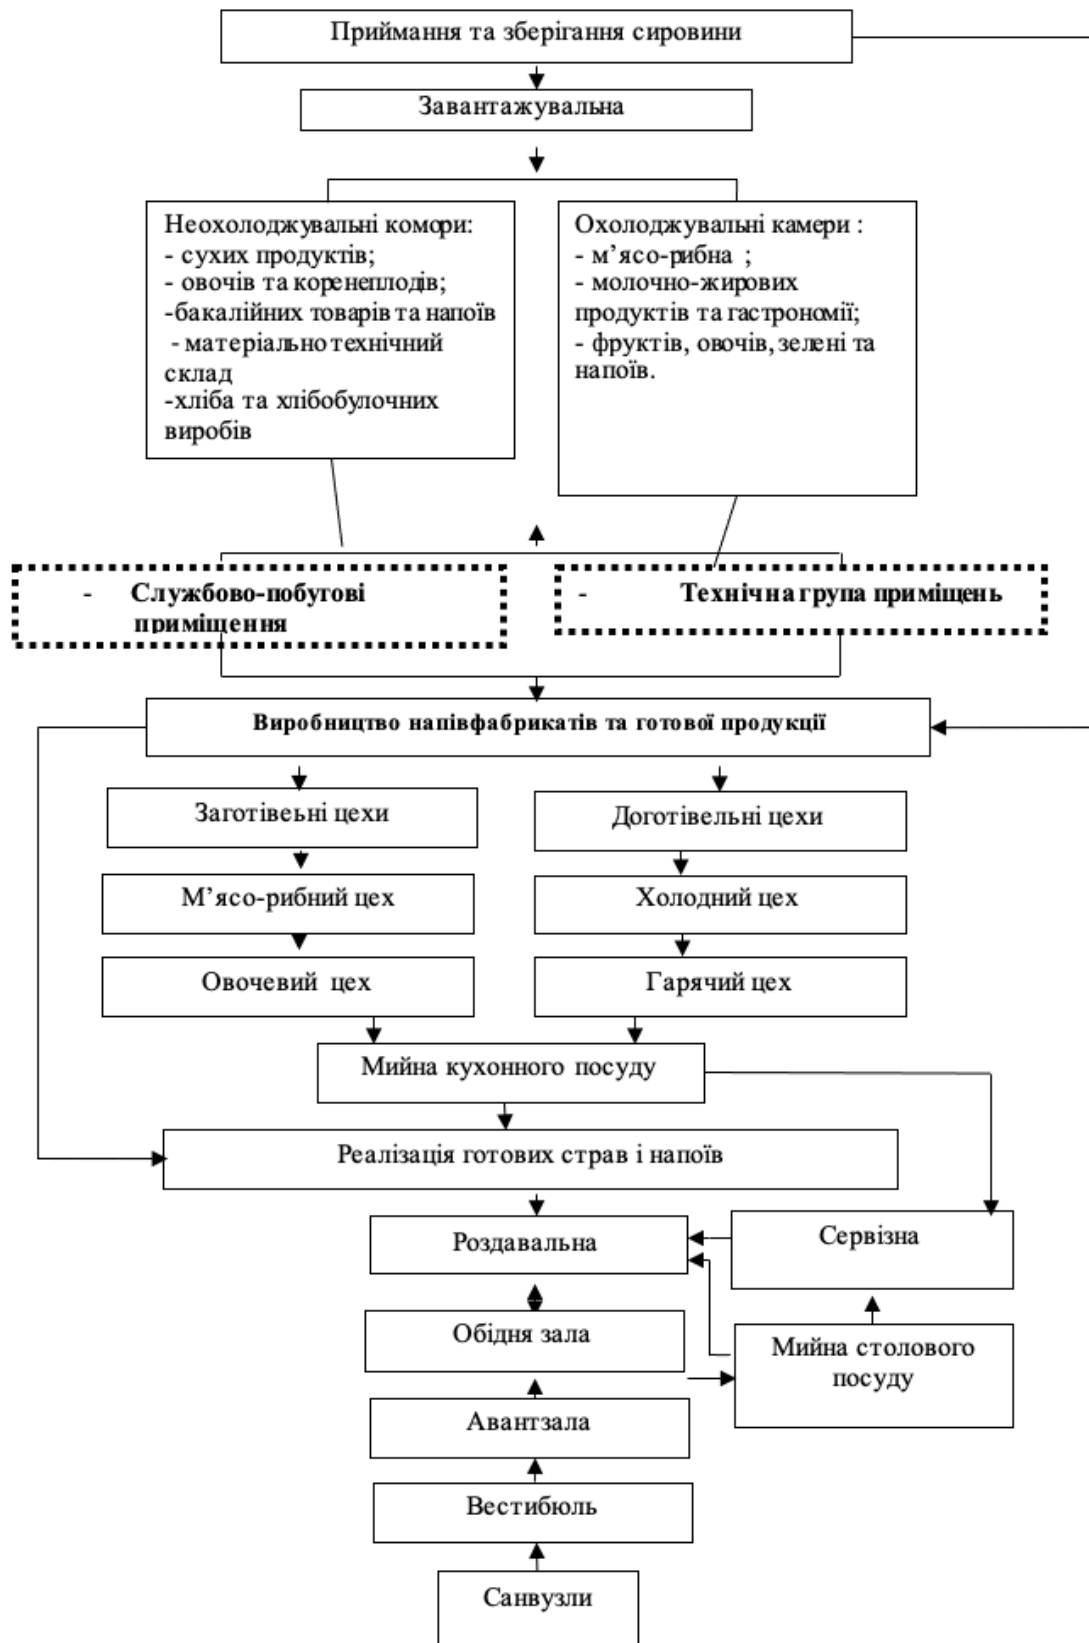 Приймання та зберігання сировини
Завантажувальна
Неохолоджувальні комори:
- сухих продуктів;
- овочів та коренеплодів;
-бакалійних товарів та напоїв
- матеріально технічний
склад
-хліба та хлібобулочних
виробів
Охолоджувальні камери :
- м’ясо-рибна ;
- молочно-жирових
продуктів та гастрономії;
- фруктів, овочів, зелені та
напоїв.
- Службово-побутові
приміщення
- Технічна група приміщень
Виробництво напівфабрикатів та готової продукції
Заготівеьні цехи
Доготівельні цехи
М’ясо-рибний цех
Холодний цех
Овочевий цех
Гарячий цех
Мийна кухонного посуду
Реалізація готових страв і напоїв
Роздавальна
Сервізна
Обідня зала
Мийна столового
посуду
Авантзала
Вестибюль
Санвузли